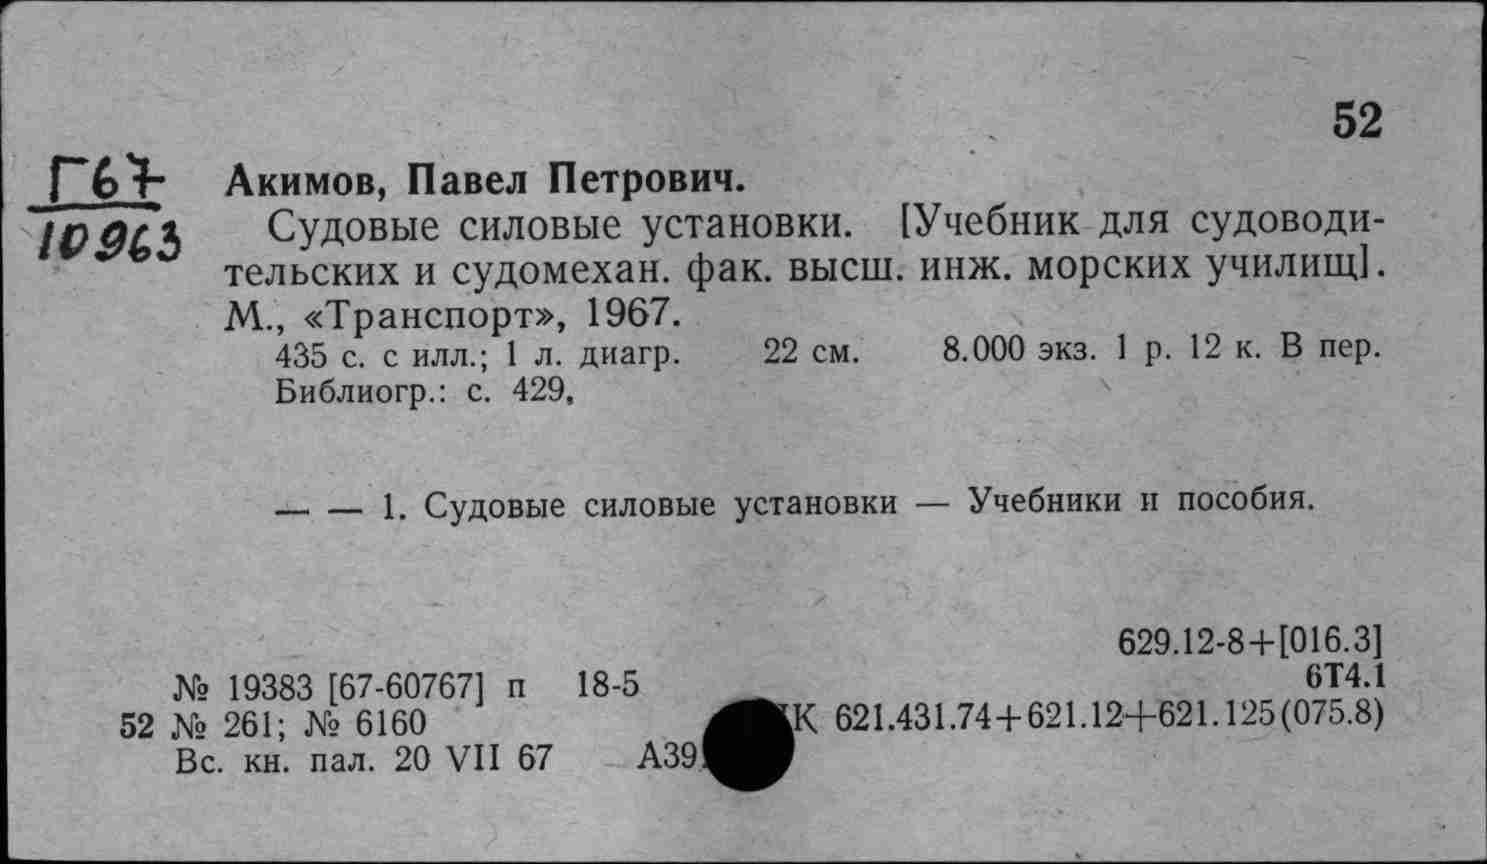 52
Г67
10963
Акимов, Павел Петрович.
Судовые силовые установки. [Учебник для судоводи-
тельских и судомехан. фак. высш. инж. морских училищ].
М., «Транспорт», 1967.
435 с. с илл.; 1 л. диагр. 22 см. 8.000 экз. 1 р. 12 к. В пер.
Библиогр.: с. 429.
— — 1. Судовые силовые установки — Учебники и пособия.
629.12-8+[016.3]
№ 19383 [67-60767] п 18-5 6Т4.1
52 № 261; № 6160 К 621.431.74+621.12+621.125(075.8)
Вс. кн. пал. 20 VII 67 А39